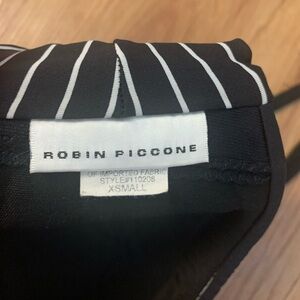 ROBIN PICCONE
OF IMPORTED FABRIC
STYLE#110208
XSMALL